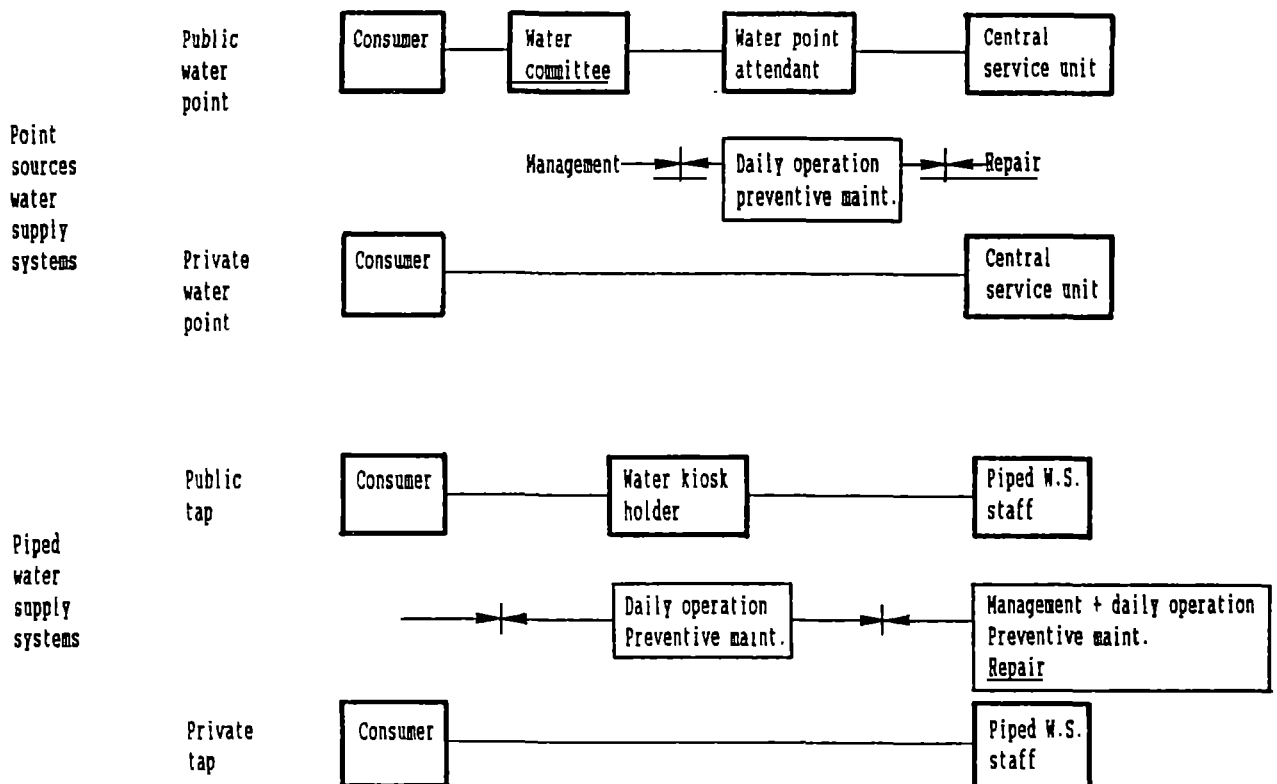 Point
sources
water
supply
systems
Public
water
point
Consumer
Water
committee
Water point
attendant
Central
service unit
Management
Daily operation
preventive maint.
Repair
Private
water
point
Consumer
Central
service unit
Piped
water
supply
systems
Public
tap
Consumer
Water kiosk
holder
Piped W.S.
staff
Daily operation
Preventive maint.
Management + daily operation
Preventive maint.
Repair
Private
tap
Consumer
Piped W.S.
staff